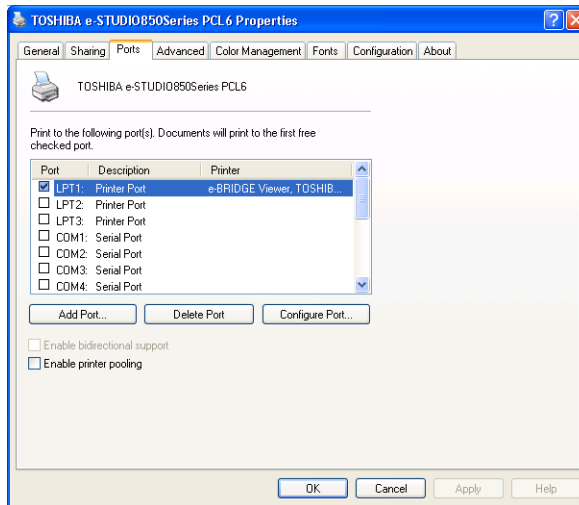 TOSHIBA e-STUDIO850Series PCL6 Properties
General Sharing Ports Advanced Color Management Fonts Configuration About
TOSHIBA e-STUDIO850Series PCL6
Print to the following port(s). Documents will print to the first free
checked port.
Port Description Printer
LPT1: Printer Port e-BRIDGE Viewer, TOSHIB...
LPT2: Printer Port
LPT3: Printer Port
COM1: Serial Port
COM2: Serial Port
COM3: Serial Port
COM4: Serial Port
Add Port... Delete Port Configure Port...
Enable bidirectional support
Enable printer pooling
OK Cancel Apply Help